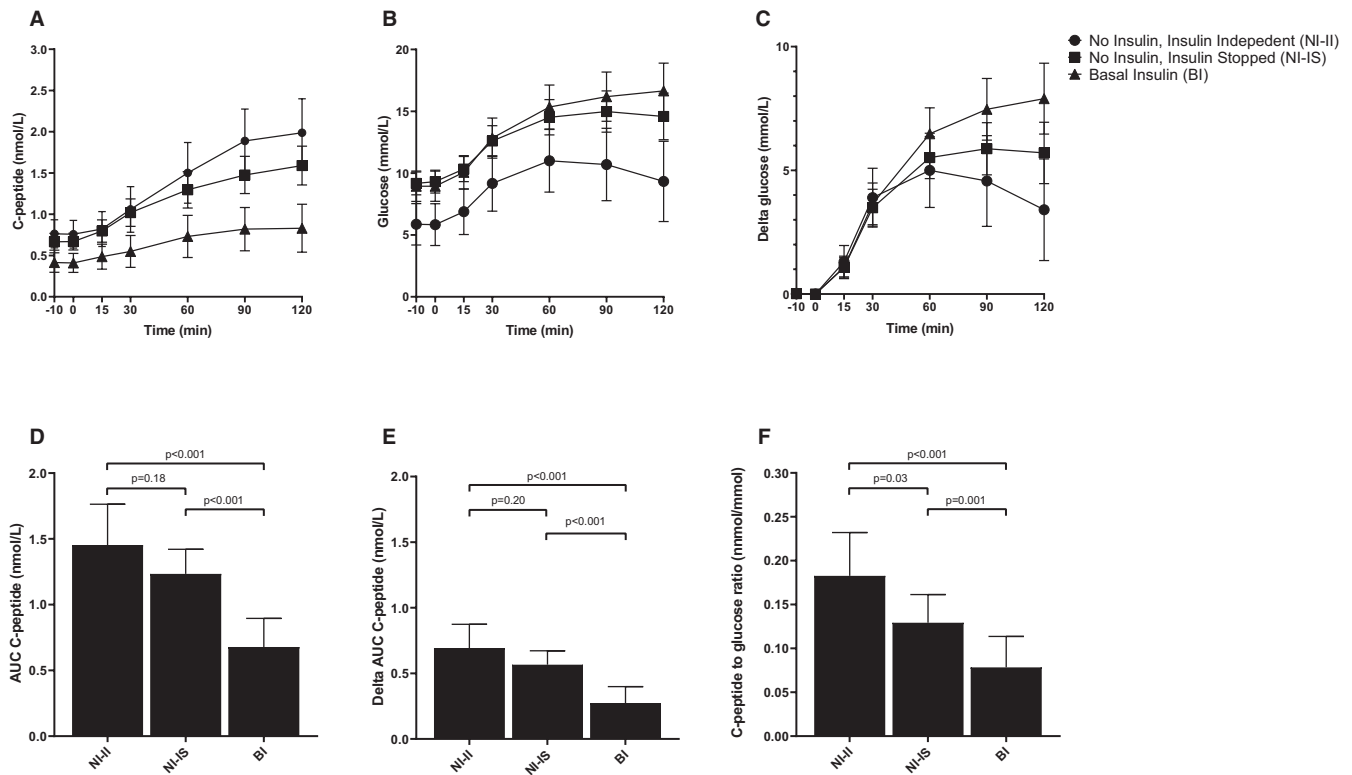 A
C-peptide (nmol/L)
3.0
2.5
2.0
1.5
1.0
0.5
0.0
-10 0 15 30 60 90 120
Time (min)
B
Glucose (mmol/L)
20
15
10
5
0
-10 0 15 30 60 90 120
Time (min)
C
Delta glucose (mmol/L)
10
5
0
-10 0 15 30 60 90 120
Time (min)
No Insulin, Insulin Indepedent (NI-II)
No Insulin, Insulin Stopped (NI-IS)
Basal Insulin (BI)
D
AUC C-peptide (nmol/L)
2.0
1.5
1.0
0.5
0.0
p<0.001
p=0.18
p<0.001
NI-II NI-IS BI
E
Delta AUC C-peptide (nmol/L)
2.0
1.5
1.0
0.5
0.0
p<0.001
p=0.20
p<0.001
NI-II NI-IS BI
F
C-peptide to glucose ratio (nnmol/mmol)
0.30
0.25
0.20
0.15
0.10
0.05
0.00
p<0.001
p=0.03
p=0.001
NI-II NI-IS BI